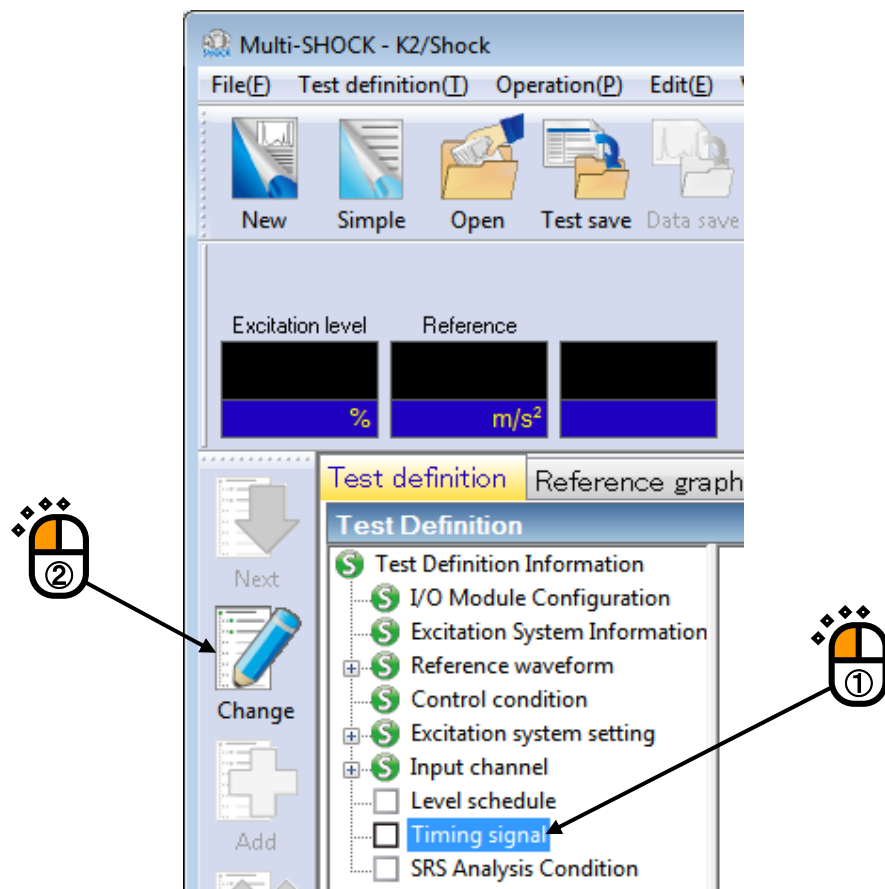 Multi-SHOCK - K2/Shock
File(F) Test definition(T) Operation(P) Edit(E)
New Simple Open Test save Data save
Excitation level Reference
% m/s²
Test definition Reference graph
Test Definition
Next
Change
Add
Test Definition Information
I/O Module Configuration
Excitation System Information
Reference waveform
Control condition
Excitation system setting
Input channel
Level schedule
Timing signal
SRS Analysis Condition
②
①